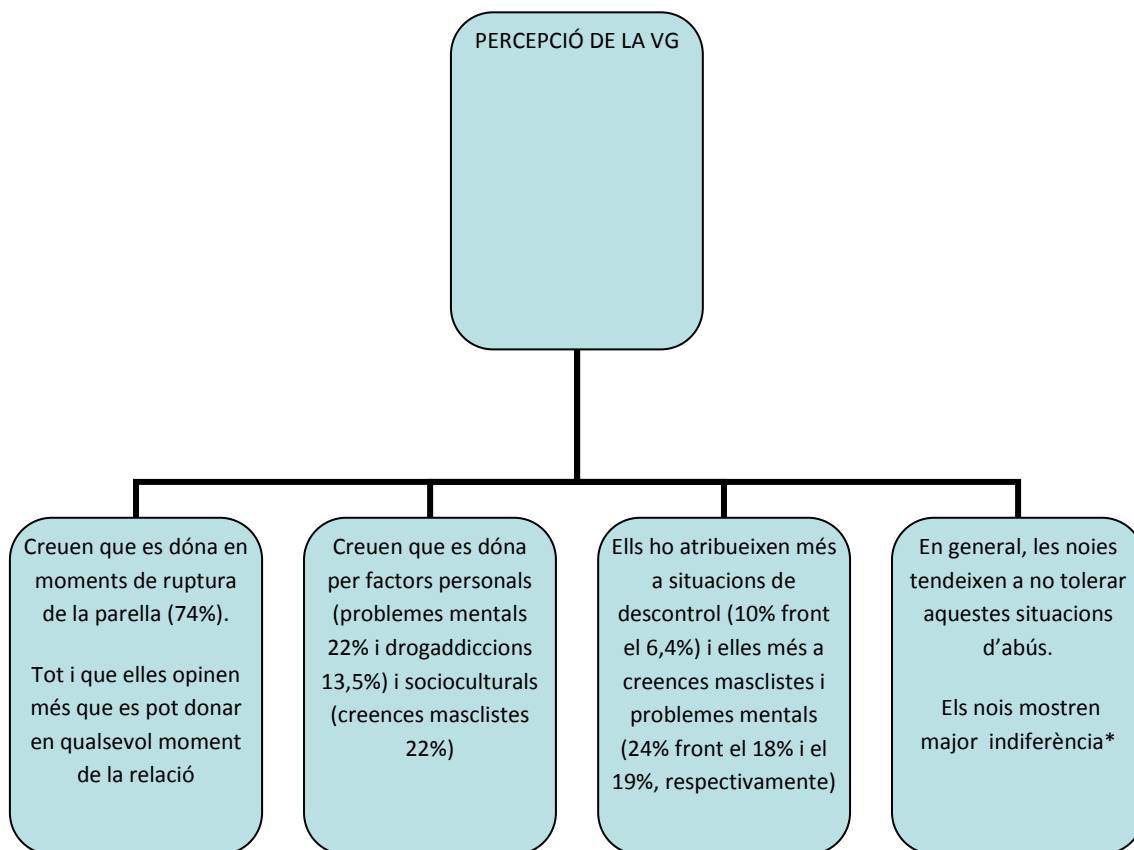 PERCEPCIÓ DE LA VG
Creuen que es dóna en
moments de ruptura
de la parella (74%).
Tot i que elles opinen
més que es pot donar
en qualsevol moment
de la relació
Creuen que es dóna
per factors personals
(problemes mentals
22% i drogaddiccions
13,5%) i socioculturals
(creences masclistes
22%)
Ells ho atribueixen més
a situacions de
descontrol (10% front
el 6,4%) i elles més a
creences masclistes i
problemes mentals
(24% front el 18% i el
19%, respectivament)
En general, les noies
tendeixen a no tolerar
aquestes situacions
d’abús.
Els nois mostren
major indiferència*